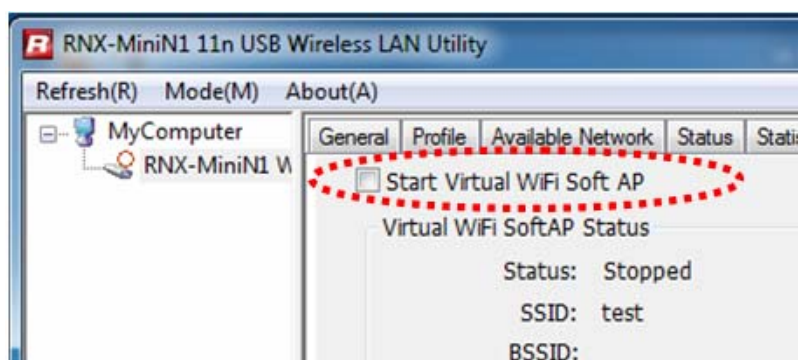 RNX-MiniN1 11n USB Wireless LAN Utility
Refresh(R) Mode(M) About(A)
MyComputer
RNX-MiniN1 W
General Profile Available Network Status Statis
Start Virtual WiFi Soft AP
Virtual WiFi SoftAP Status
Status: Stopped
SSID: test
BSSID: